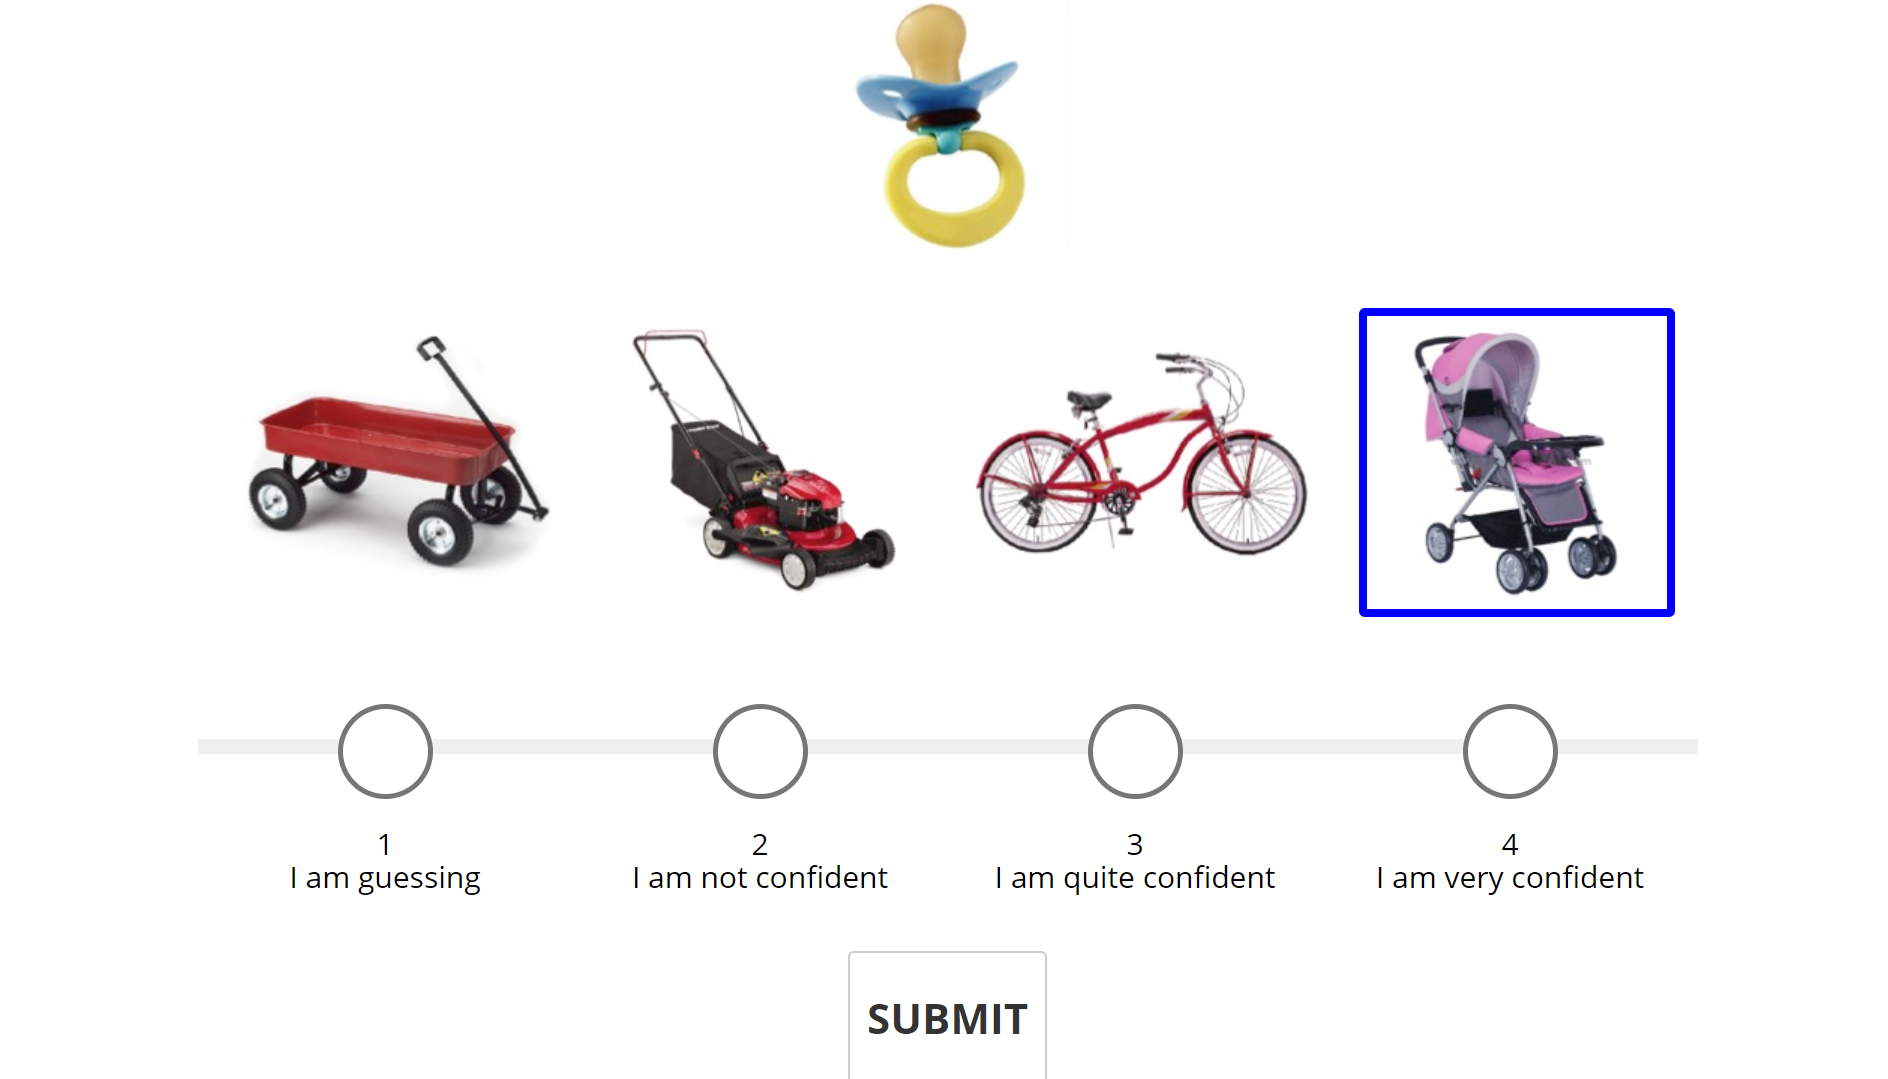 1
I am guessing
2
I am not confident
3
I am quite confident
4
I am very confident
SUBMIT